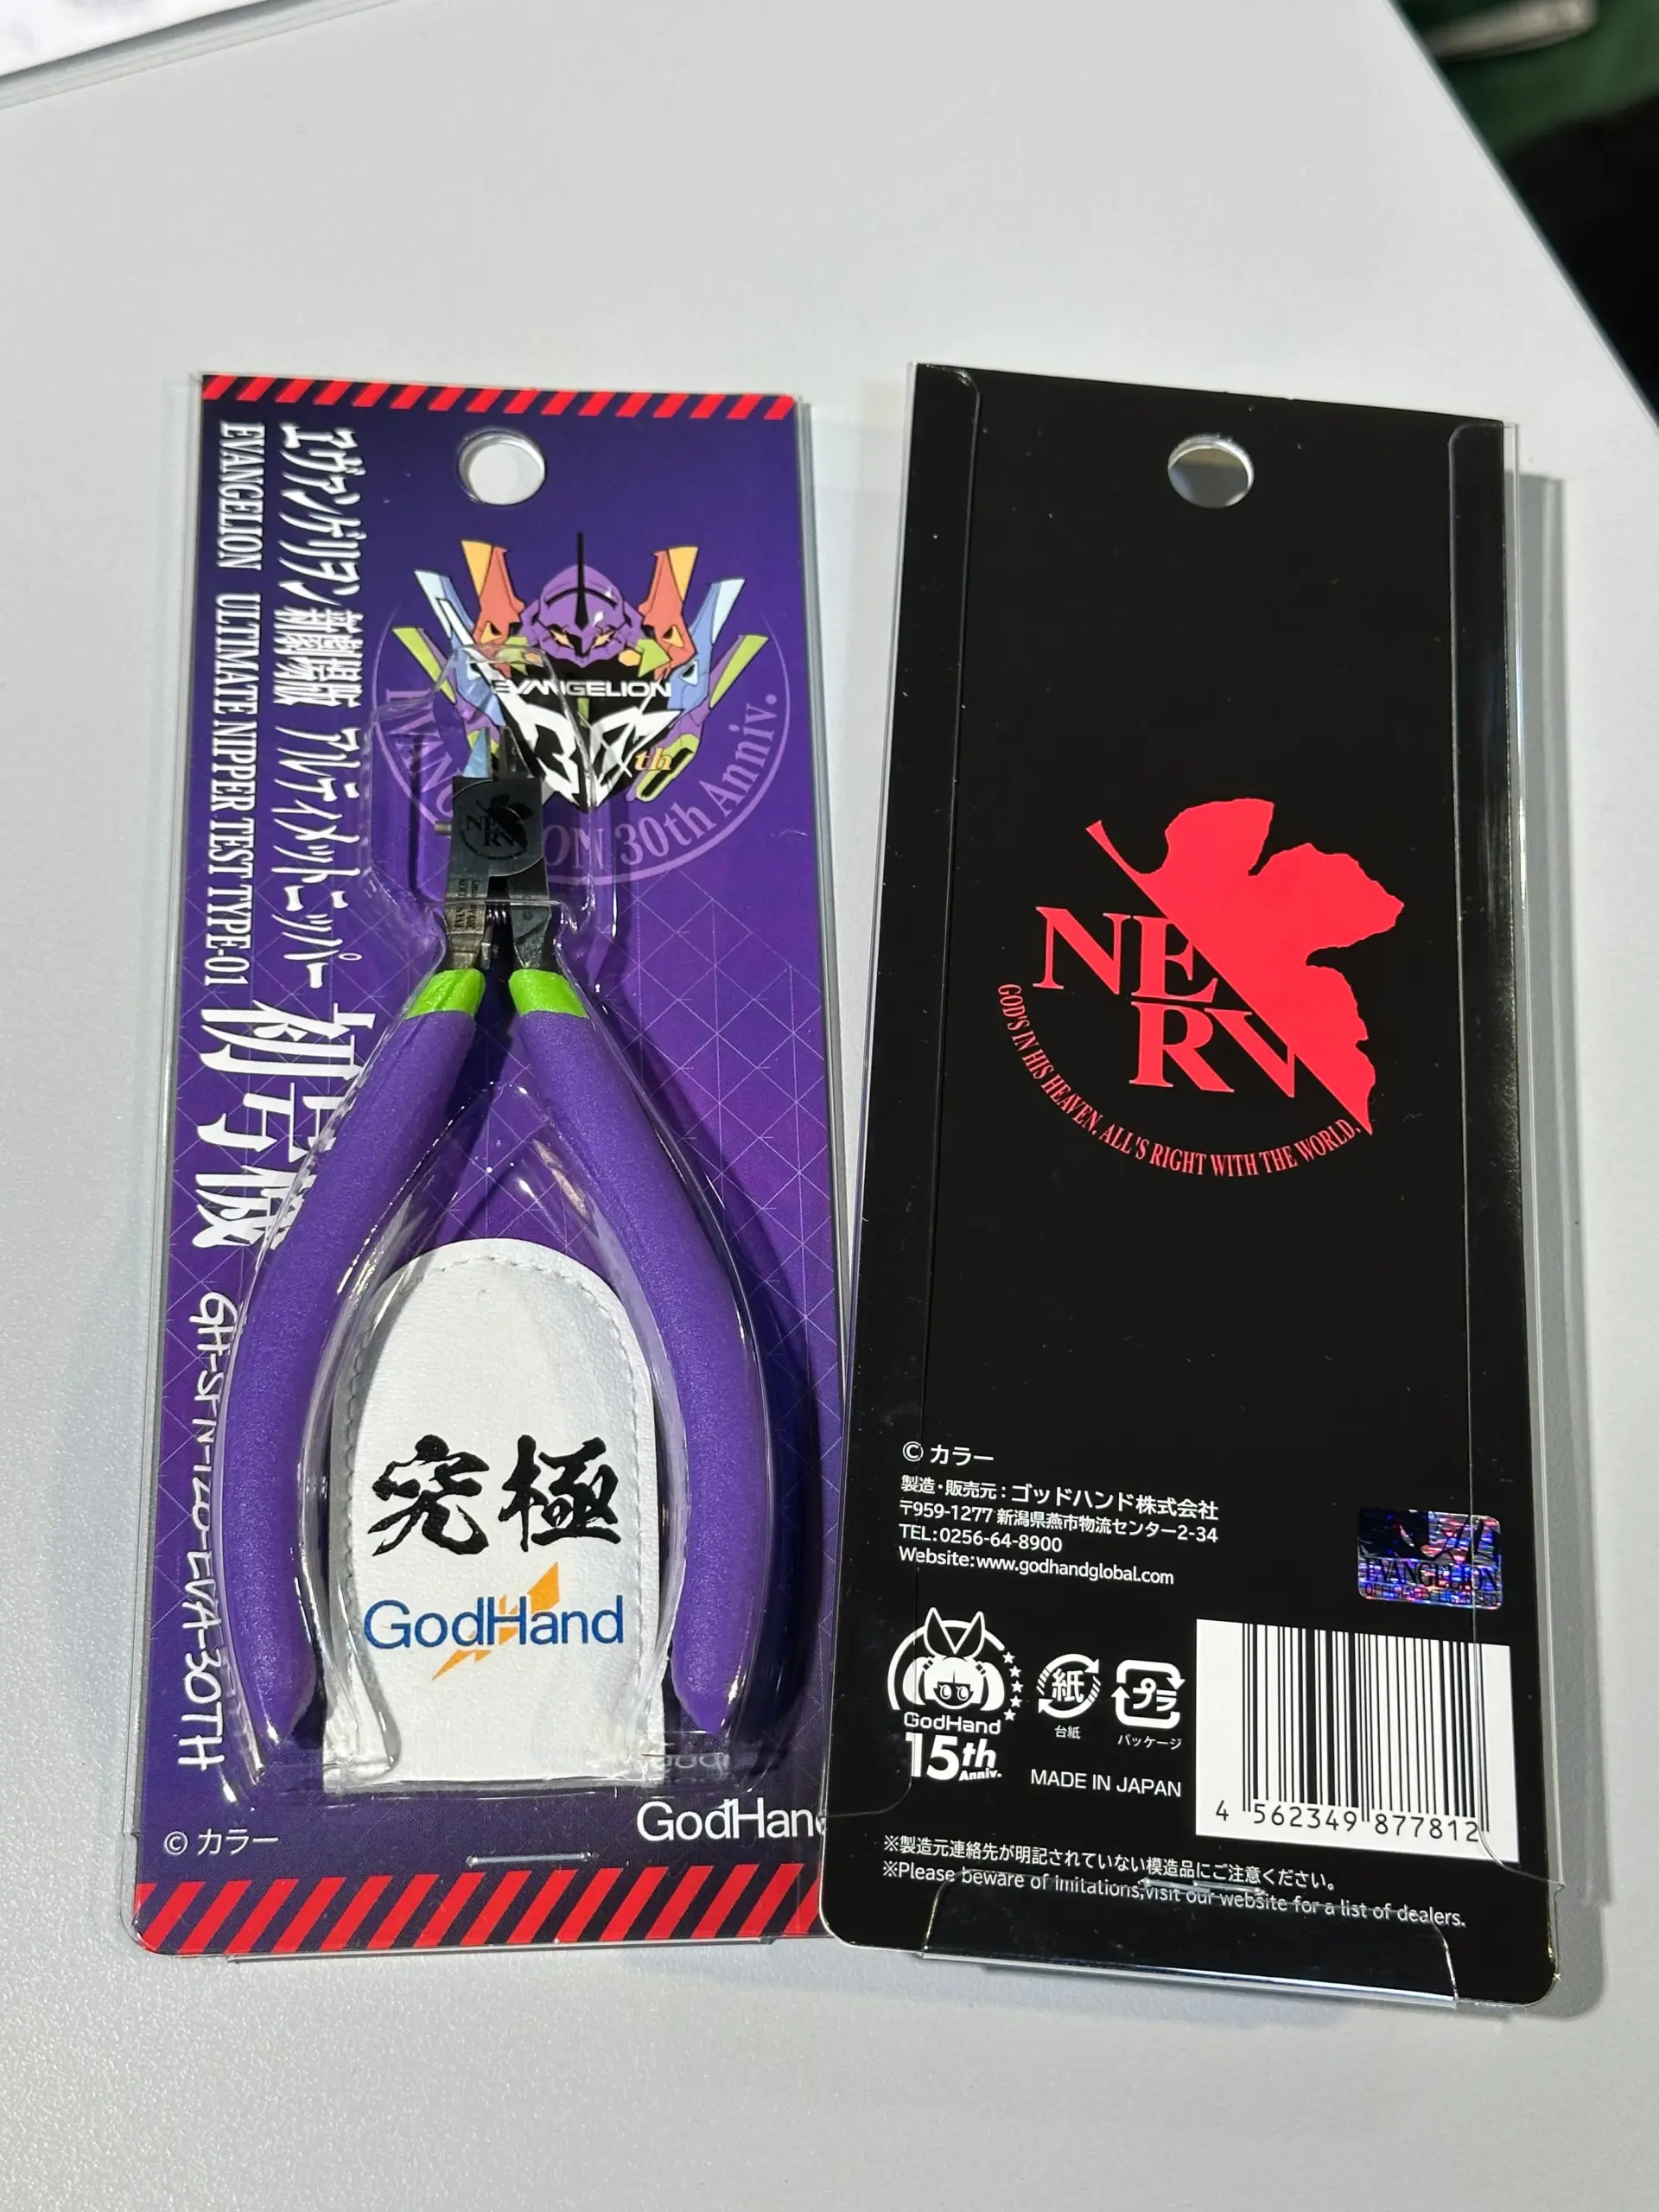 エヴァンゲリヲン新劇場版 アルティメットニッパー 初号機
EVANGELION ULTIMATE NIPPER TEST TYPE-01
EVANGELION
30th
30th Anniv.
NERV
究極
GodHand
© カラー
NERV
GOD'S IN HIS HEAVEN. ALL'S RIGHT WITH THE WORLD.
© カラー
製造・販売元：ゴッドハンド株式会社
〒959-1277 新潟県燕市物流センター2-34
TEL:0256-64-8900
Website:www.godhandglobal.com
EVANGELION
GodHand
15th
Anniv.
紙
台紙
プラ
パッケージ
MADE IN JAPAN
4 562349 877812
※製造元連絡先が明記されていない模造品にご注意ください。
※Please beware of imitations,visit our website for a list of dealers.